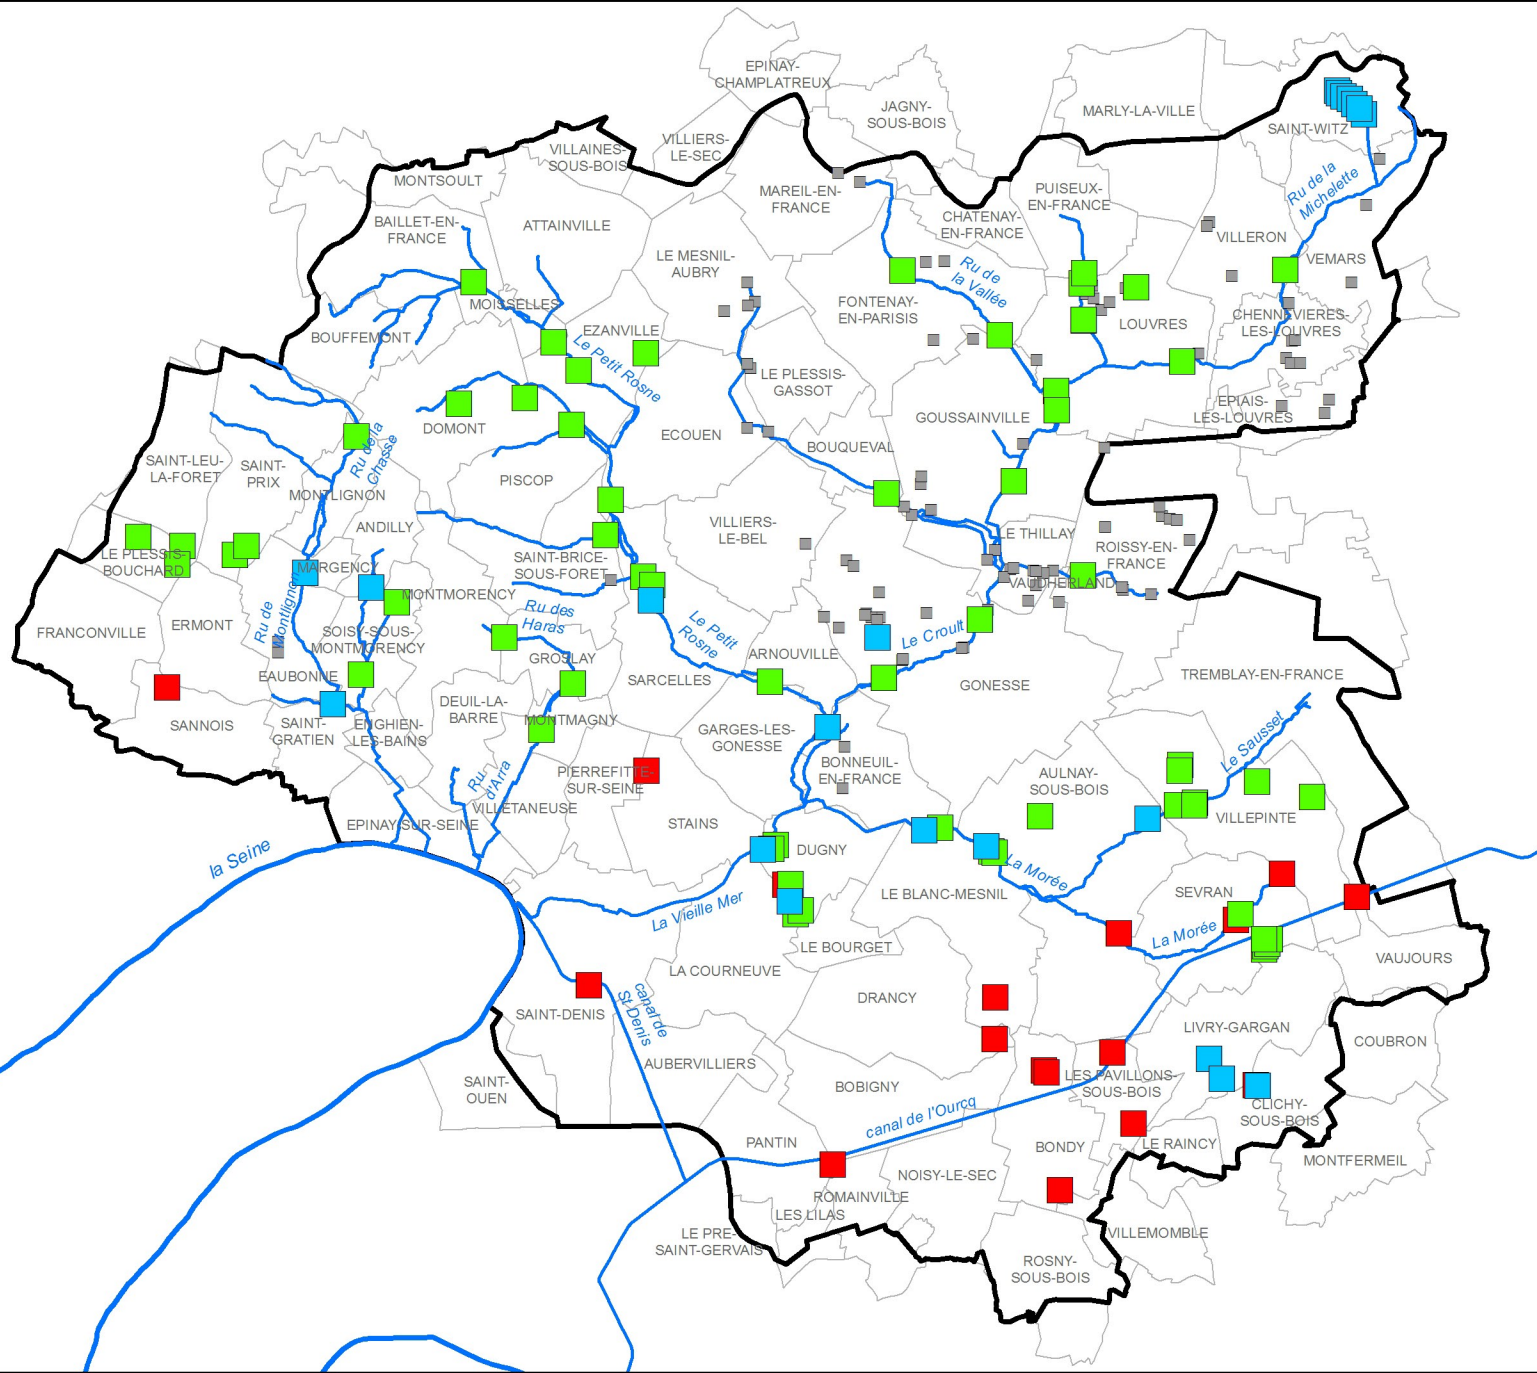 EPINAY-
CHAMPLATREUX
JAGNY-
SOUS-BOIS
MARLY-LA-VILLE
SAINT-WITZ
VILLIERS-
LE-SEC
VILLAINES-
SOUS-BOIS
MONTSOULT
MAREIL-EN-
FRANCE
PUISEUX-
EN-FRANCE
Ru de la
Michelette
BAILLET-EN-
FRANCE
ATTAINVILLE
CHATENAY-
EN-FRANCE
VILLERON
VEMARS
LE MESNIL-
AUBRY
Ru de
la Vallée
MOISSELLES
FONTENAY-
EN-PARISIS
LOUVRES
CHENNEVIERES-
LES-LOUVRES
BOUFFEMONT
EZANVILLE
Le Petit Rosne
LE PLESSIS-
GASSOT
EPIAIS-
LES-LOUVRES
DOMONT
ECOUEN
GOUSSAINVILLE
BOUQUEVAL
Ru de la
Chasse
SAINT-LEU-
LA-FORET
SAINT-
PRIX
MONTLIGNON
PISCOP
ANDILLY
VILLIERS-
LE-BEL
LE THILLAY
ROISSY-EN-
FRANCE
LE PLESSIS-
BOUCHARD
MARGENCY
SAINT-BRICE-
SOUS-FORET
VAUDHERLAND
MONTMORENCY
Ru de
Montlignon
Ru des
Haras
FRANCONVILLE
ERMONT
SOISY-SOUS-
MONTMORENCY
Le Petit
Rosne
Le Croult
ARNOUVILLE
GROSLAY
EAUBONNE
SARCELLES
GONESSE
TREMBLAY-EN-FRANCE
DEUIL-LA-
BARRE
SANNOIS
SAINT-
GRATIEN
ENGHIEN-
LES-BAINS
MONTMAGNY
GARGES-LES-
GONESSE
Le Sausset
BONNEUIL-
EN-FRANCE
AULNAY-
SOUS-BOIS
PIERREFITTE-
SUR-SEINE
Ru
d'Arra
VILLETANEUSE
VILLEPINTE
EPINAY-SUR-SEINE
STAINS
la Seine
DUGNY
La Morée
LE BLANC-MESNIL
SEVRAN
La Vieille Mer
La Morée
LE BOURGET
VAUJOURS
LA COURNEUVE
DRANCY
canal de
St Denis
SAINT-DENIS
LIVRY-GARGAN
COUBRON
AUBERVILLIERS
SAINT-
OUEN
BOBIGNY
LES PAVILLONS-
SOUS-BOIS
CLICHY-
SOUS-BOIS
canal de l'Ourcq
PANTIN
BONDY
LE RAINCY
MONTFERMEIL
NOISY-LE-SEC
ROMAINVILLE
LES LILAS
LE PRE-
SAINT-GERVAIS
VILLEMOMBLE
ROSNY-
SOUS-BOIS